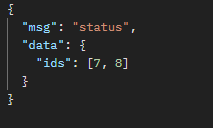 {
  "msg": "status",
  "data": {
    "ids": [7, 8]
  }
}